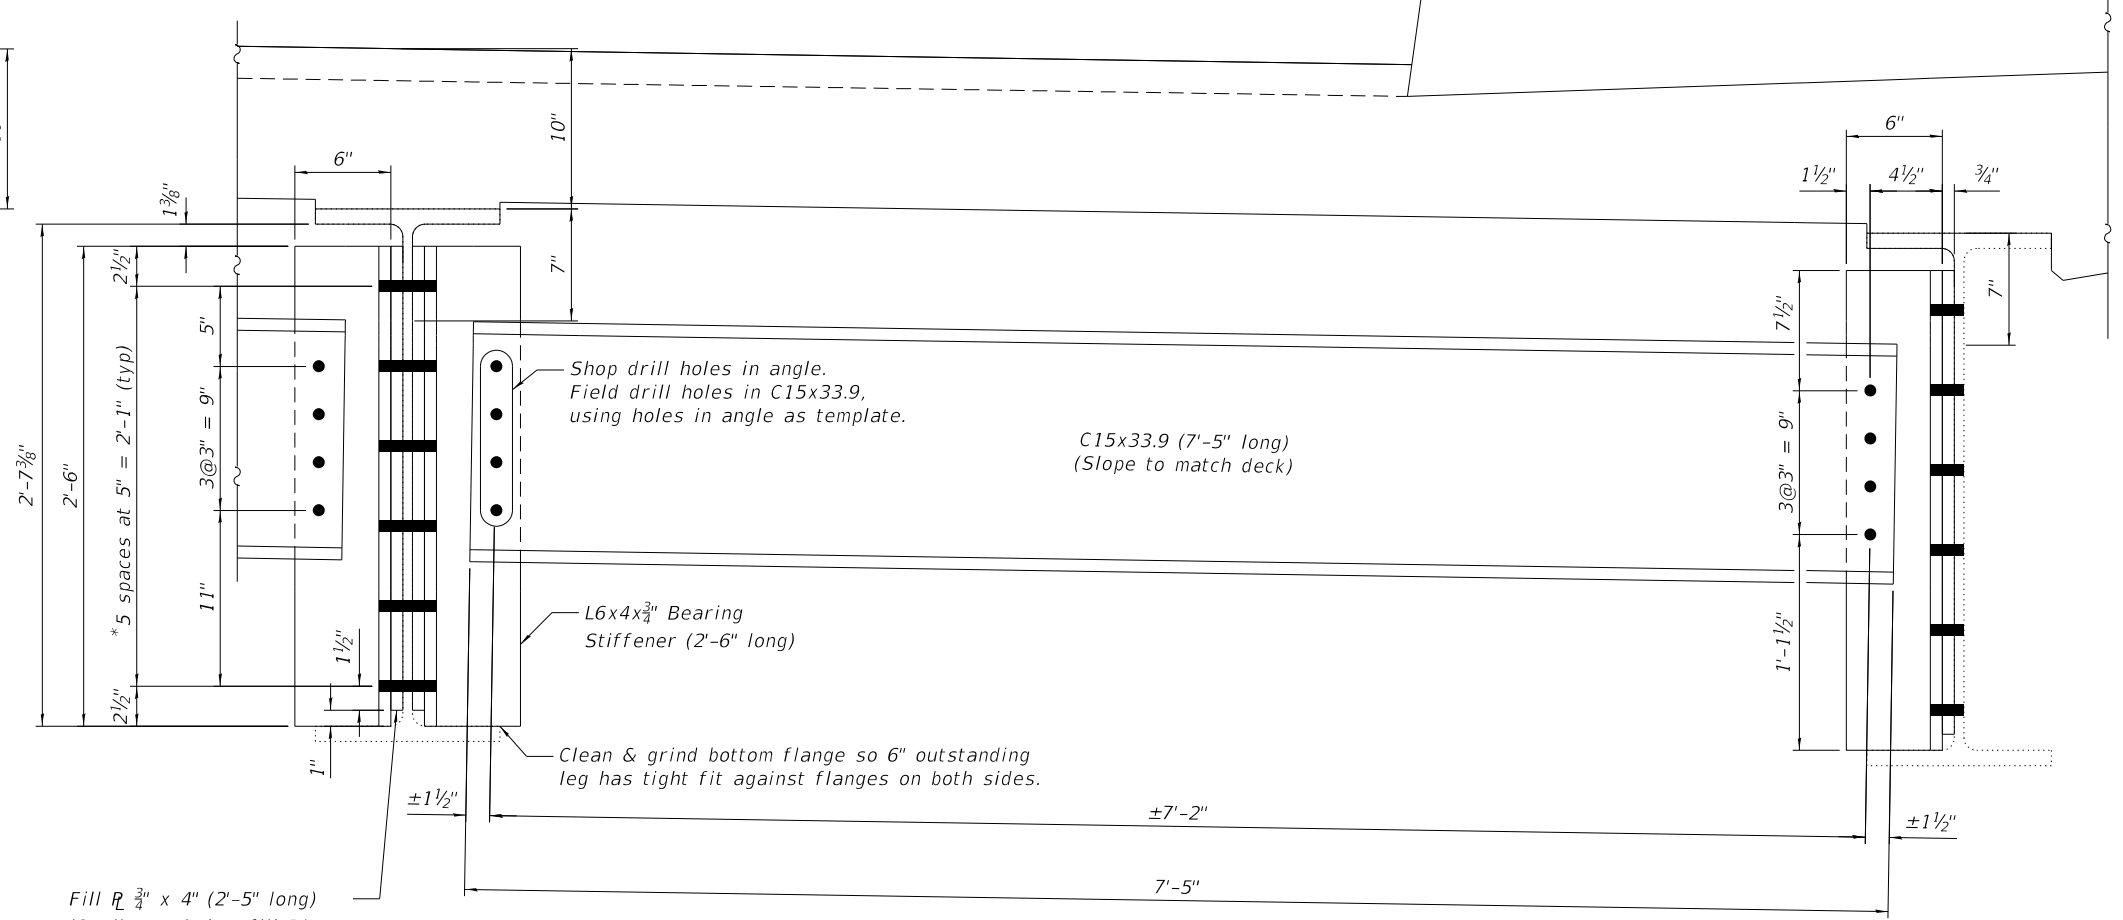 10"
6"
6"
1½"
4½"
¾"
1⅜"
2½"
7"
7"
5"
7½"
Shop drill holes in angle.
Field drill holes in C15x33.9,
using holes in angle as template.
C15x33.9 (7'-5" long)
(Slope to match deck)
2'-7⅜"
2'-6"
*5 spaces at 5" = 2'-1" (typ)
3@3" = 9"
3@3" = 9"
11"
1½"
1'-1½"
L6x4x¾" Bearing
Stiffener (2'-6" long)
2½"
1"
Clean & grind bottom flange so 6" outstanding
leg has tight fit against flanges on both sides.
±1½"
±7'-2"
±1½"
7'-5"
Fill PL ¾" x 4" (2'-5" long)